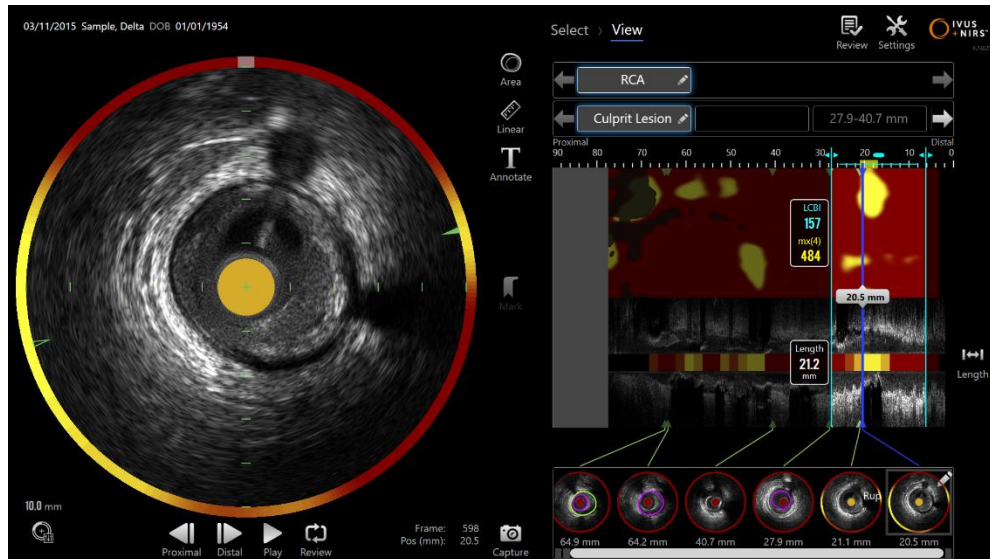 03/11/2015 Sample, Delta DOB 01/01/1954
Select › View
Review
Settings
IVUS
+NIRS
Area
Linear
T
Annotate
Mark
RCA
Culprit Lesion
27.9-40.7 mm
Proximal
Distal
90 80 70 60 50 40 30 20 10 0
LCBI
157
mx(4)
484
20.5 mm
Length
21.2
mm
Length
Rup
64.9 mm 64.2 mm 40.7 mm 27.9 mm 21.1 mm 20.5 mm
10.0 mm
Proximal Distal Play Review
Frame: 598
Pos (mm): 20.5
Capture